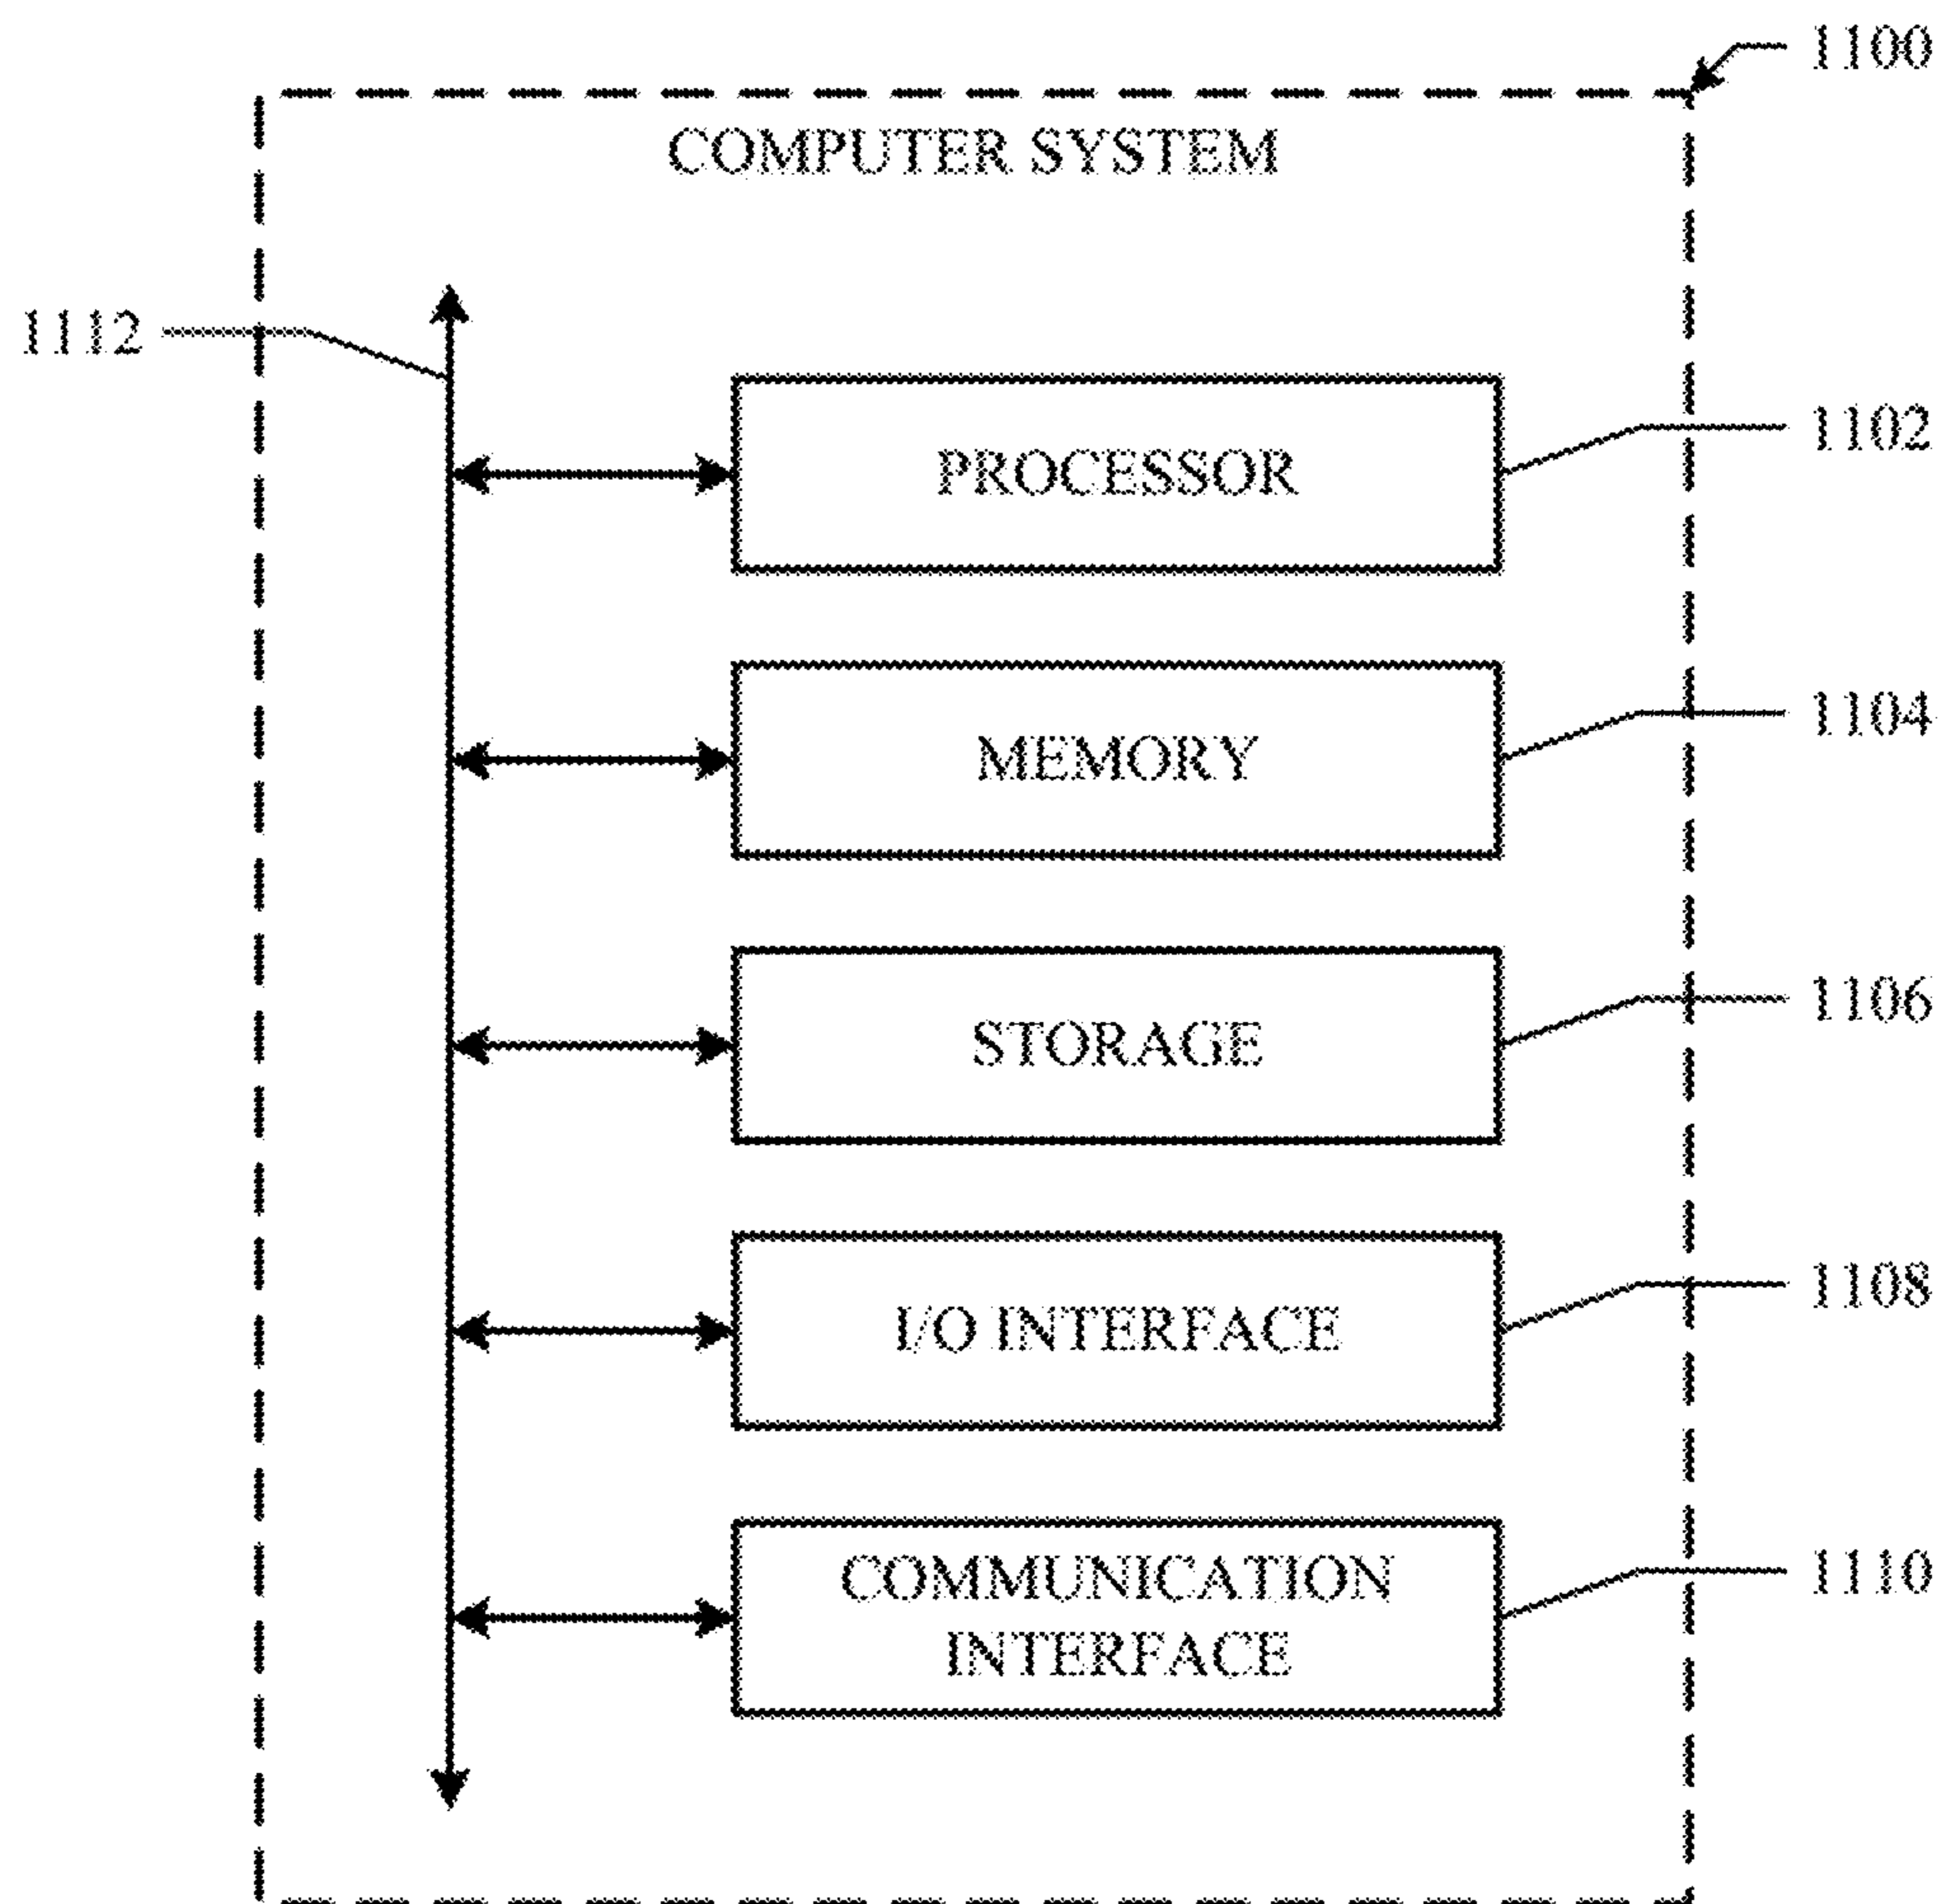 1100
COMPUTER SYSTEM
1112
PROCESSOR
1102
MEMORY
1104
STORAGE
1106
I/O INTERFACE
1108
COMMUNICATION
INTERFACE
1110